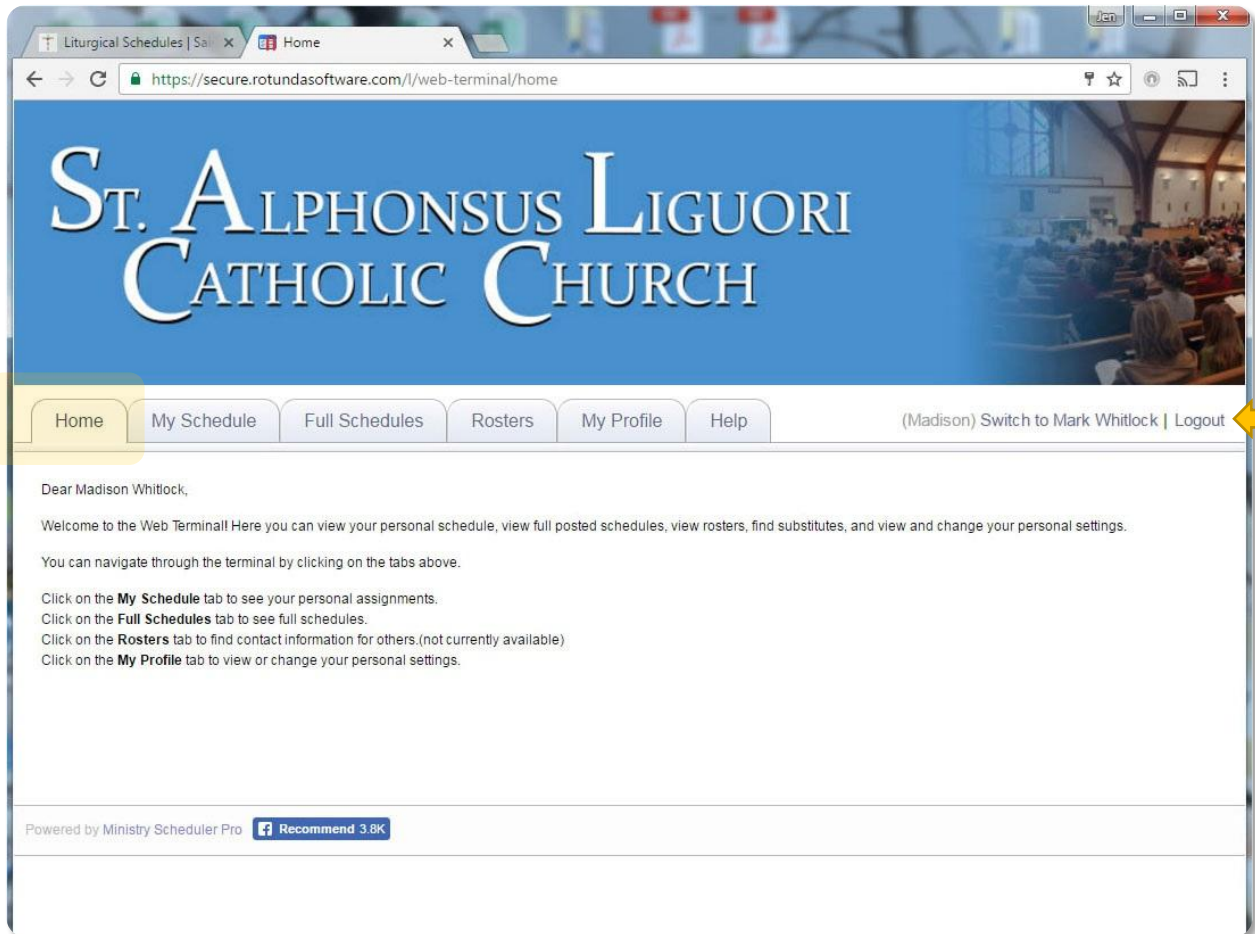 Jen
Liturgical Schedules | Sai
Home
https://secure.rotundasoftware.com/l/web-terminal/home
ST. ALPHONSUS LIGUORI
CATHOLIC CHURCH
Home My Schedule Full Schedules Rosters My Profile Help (Madison) Switch to Mark Whitlock | Logout
Dear Madison Whitlock,
Welcome to the Web Terminal! Here you can view your personal schedule, view full posted schedules, view rosters, find substitutes, and view and change your personal settings.
You can navigate through the terminal by clicking on the tabs above.
Click on the My Schedule tab to see your personal assignments.
Click on the Full Schedules tab to see full schedules.
Click on the Rosters tab to find contact information for others.(not currently available)
Click on the My Profile tab to view or change your personal settings.
Powered by Ministry Scheduler Pro Recommend 3.8K